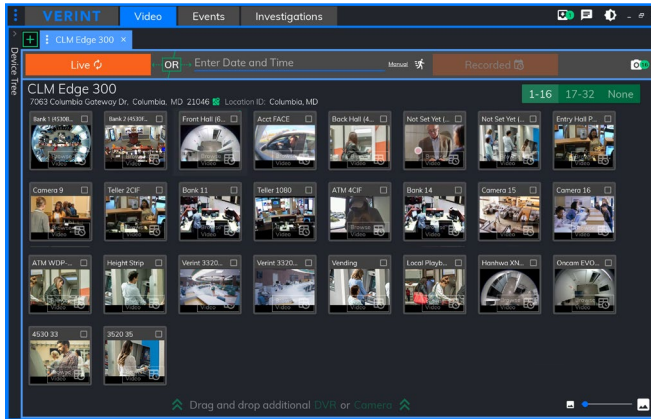 VERINT Video Events Investigations
CLM Edge 300 ×
Live OR Enter Date and Time Manual Recorded
Device Tree
CLM Edge 300
7063 Columbia Gateway Dr, Columbia, MD 21046 Location ID: Columbia, MD
1-16 17-32 None
Front Hall (6... Acct FACE Back Hall (4... Not Set Yet (... Not Set Yet (... Entry Hall P...
Camera 9 Teller 2CIF Bank 11 Teller 1080 ATM 4CIF Bank 14 Camera 15 Camera 16
ATM WDP-... Height Strip Verint 3320... Verint 3320... Vending Local Playb... Hanhwa XN... Oncam EVO...
4530 33 3520 35
Drag and drop additional DVR or Camera